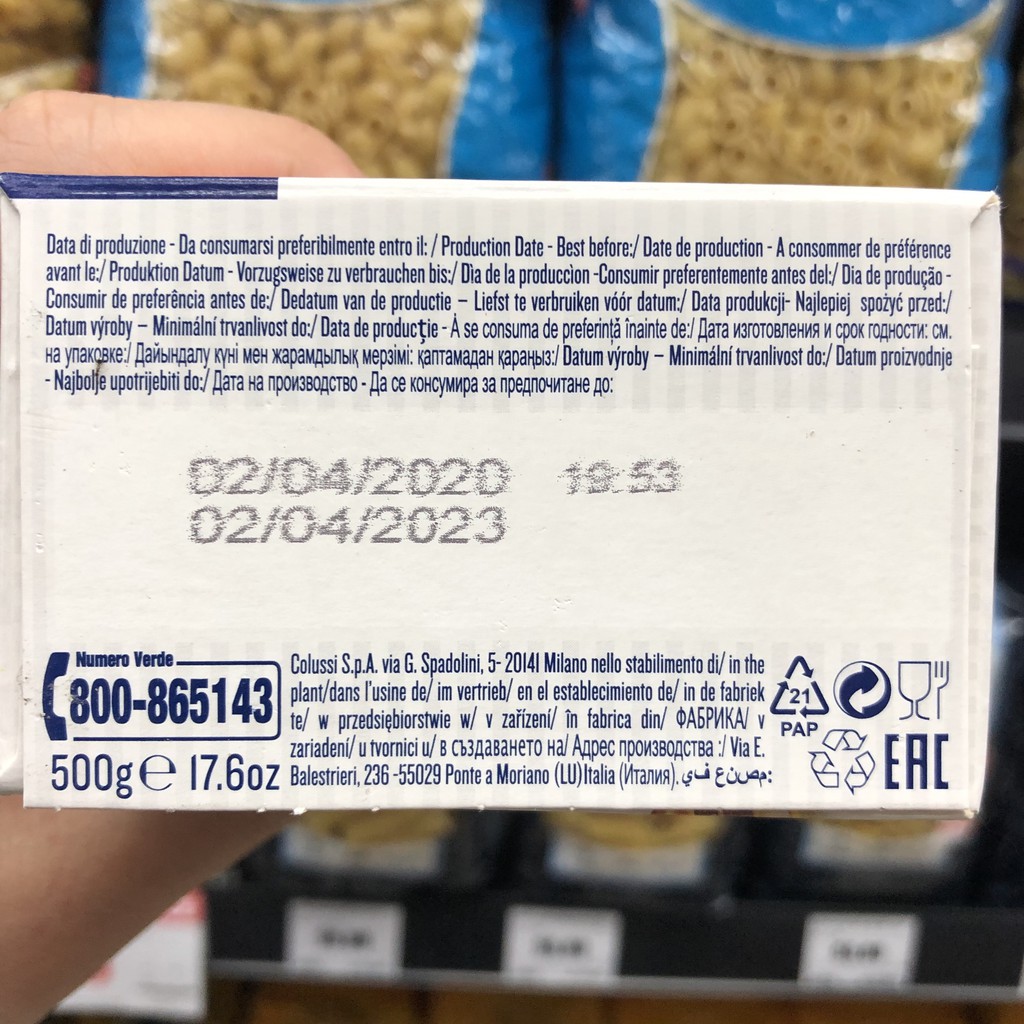 Data di produzione - Da consumarsi preferibilmente entro il: / Production Date - Best before:/ Date de production - A consommer de préférence
avant le:/ Produktion Datum - Vorzugsweise zu verbrauchen bis:/ Dìa de la produccìon -Consumir preferentemente antes del:/ Dia de produção -
Consumir de preferência antes de:/ Dedatum van de productie – Liefst te verbruiken vóór datum:/ Data produkcji- Najlepiej spożyć przed:/
Datum výroby – Minimální trvanlivost do:/ Data de producţie - A se consuma de preferinţă înainte de:/ Дата изготовления и срок годности: см.
на упаковке:/ Дайындалу күні мен жарамдылық мерзімі: қаптамадан қараңыз:/ Datum výroby – Minimální trvanlivost do:/ Datum proizvodnje
- Najbolje upotrijebiti do:/ Дата на производство - Да се консумира за предпочитане до:
02/04/2020 19:53
02/04/2023
Numero Verde
800-865143
500g e 17.6oz
Colussi S.p.A. via G. Spadolini, 5- 20141 Milano nello stabilimento di/ in the
plant/dans l'usine de/ im vertrieb/ en el establecimiento de/ in de fabriek
te/ w przedsiębiorstwie w/ v zařízení/ în fabrica din/ ФАБРИКА/ v
zariadení/ u tvornici u/ в създаването на/ Адрес производства :/ Via E.
Balestrieri, 236 -55029 Ponte a Moriano (LU)Italia (Италия). مصنع في:
21
PAP
EAC